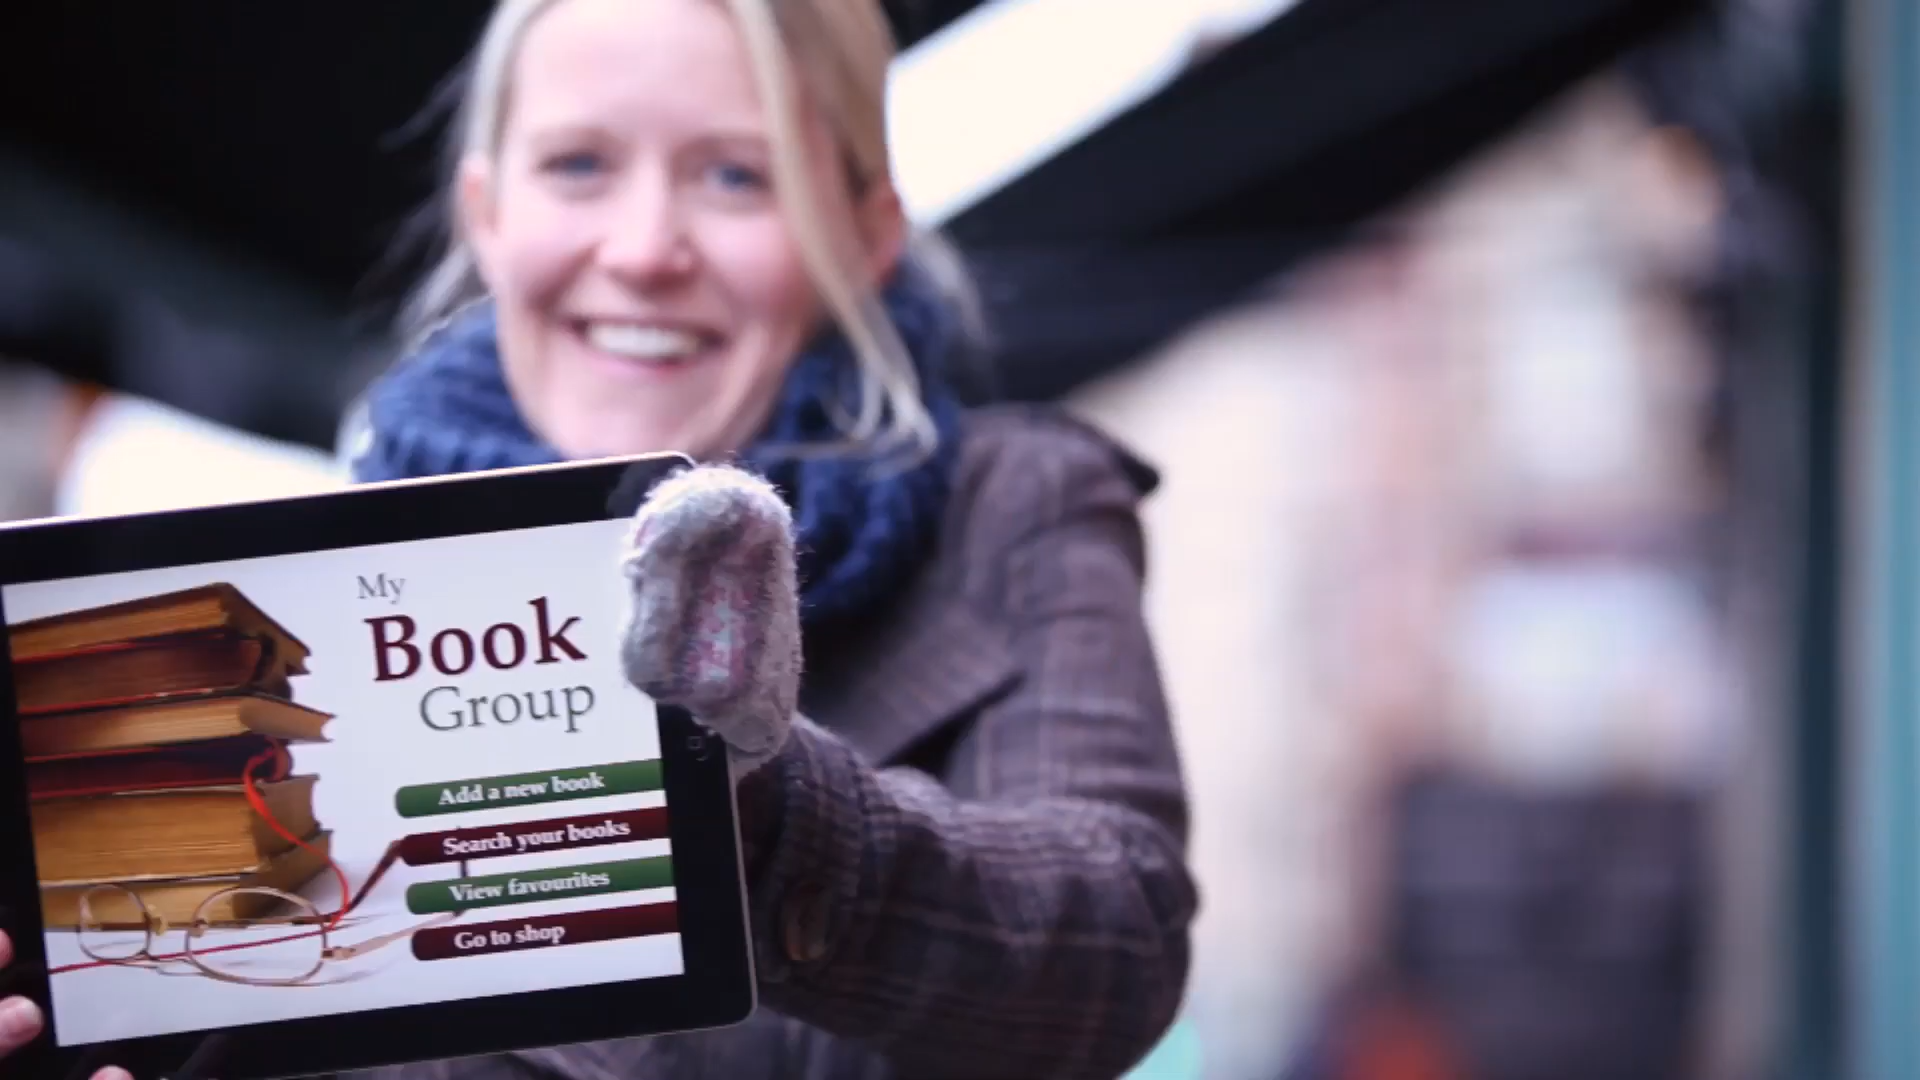 My
Book
Group
Add a new book
Search your books
View favourites
Go to shop